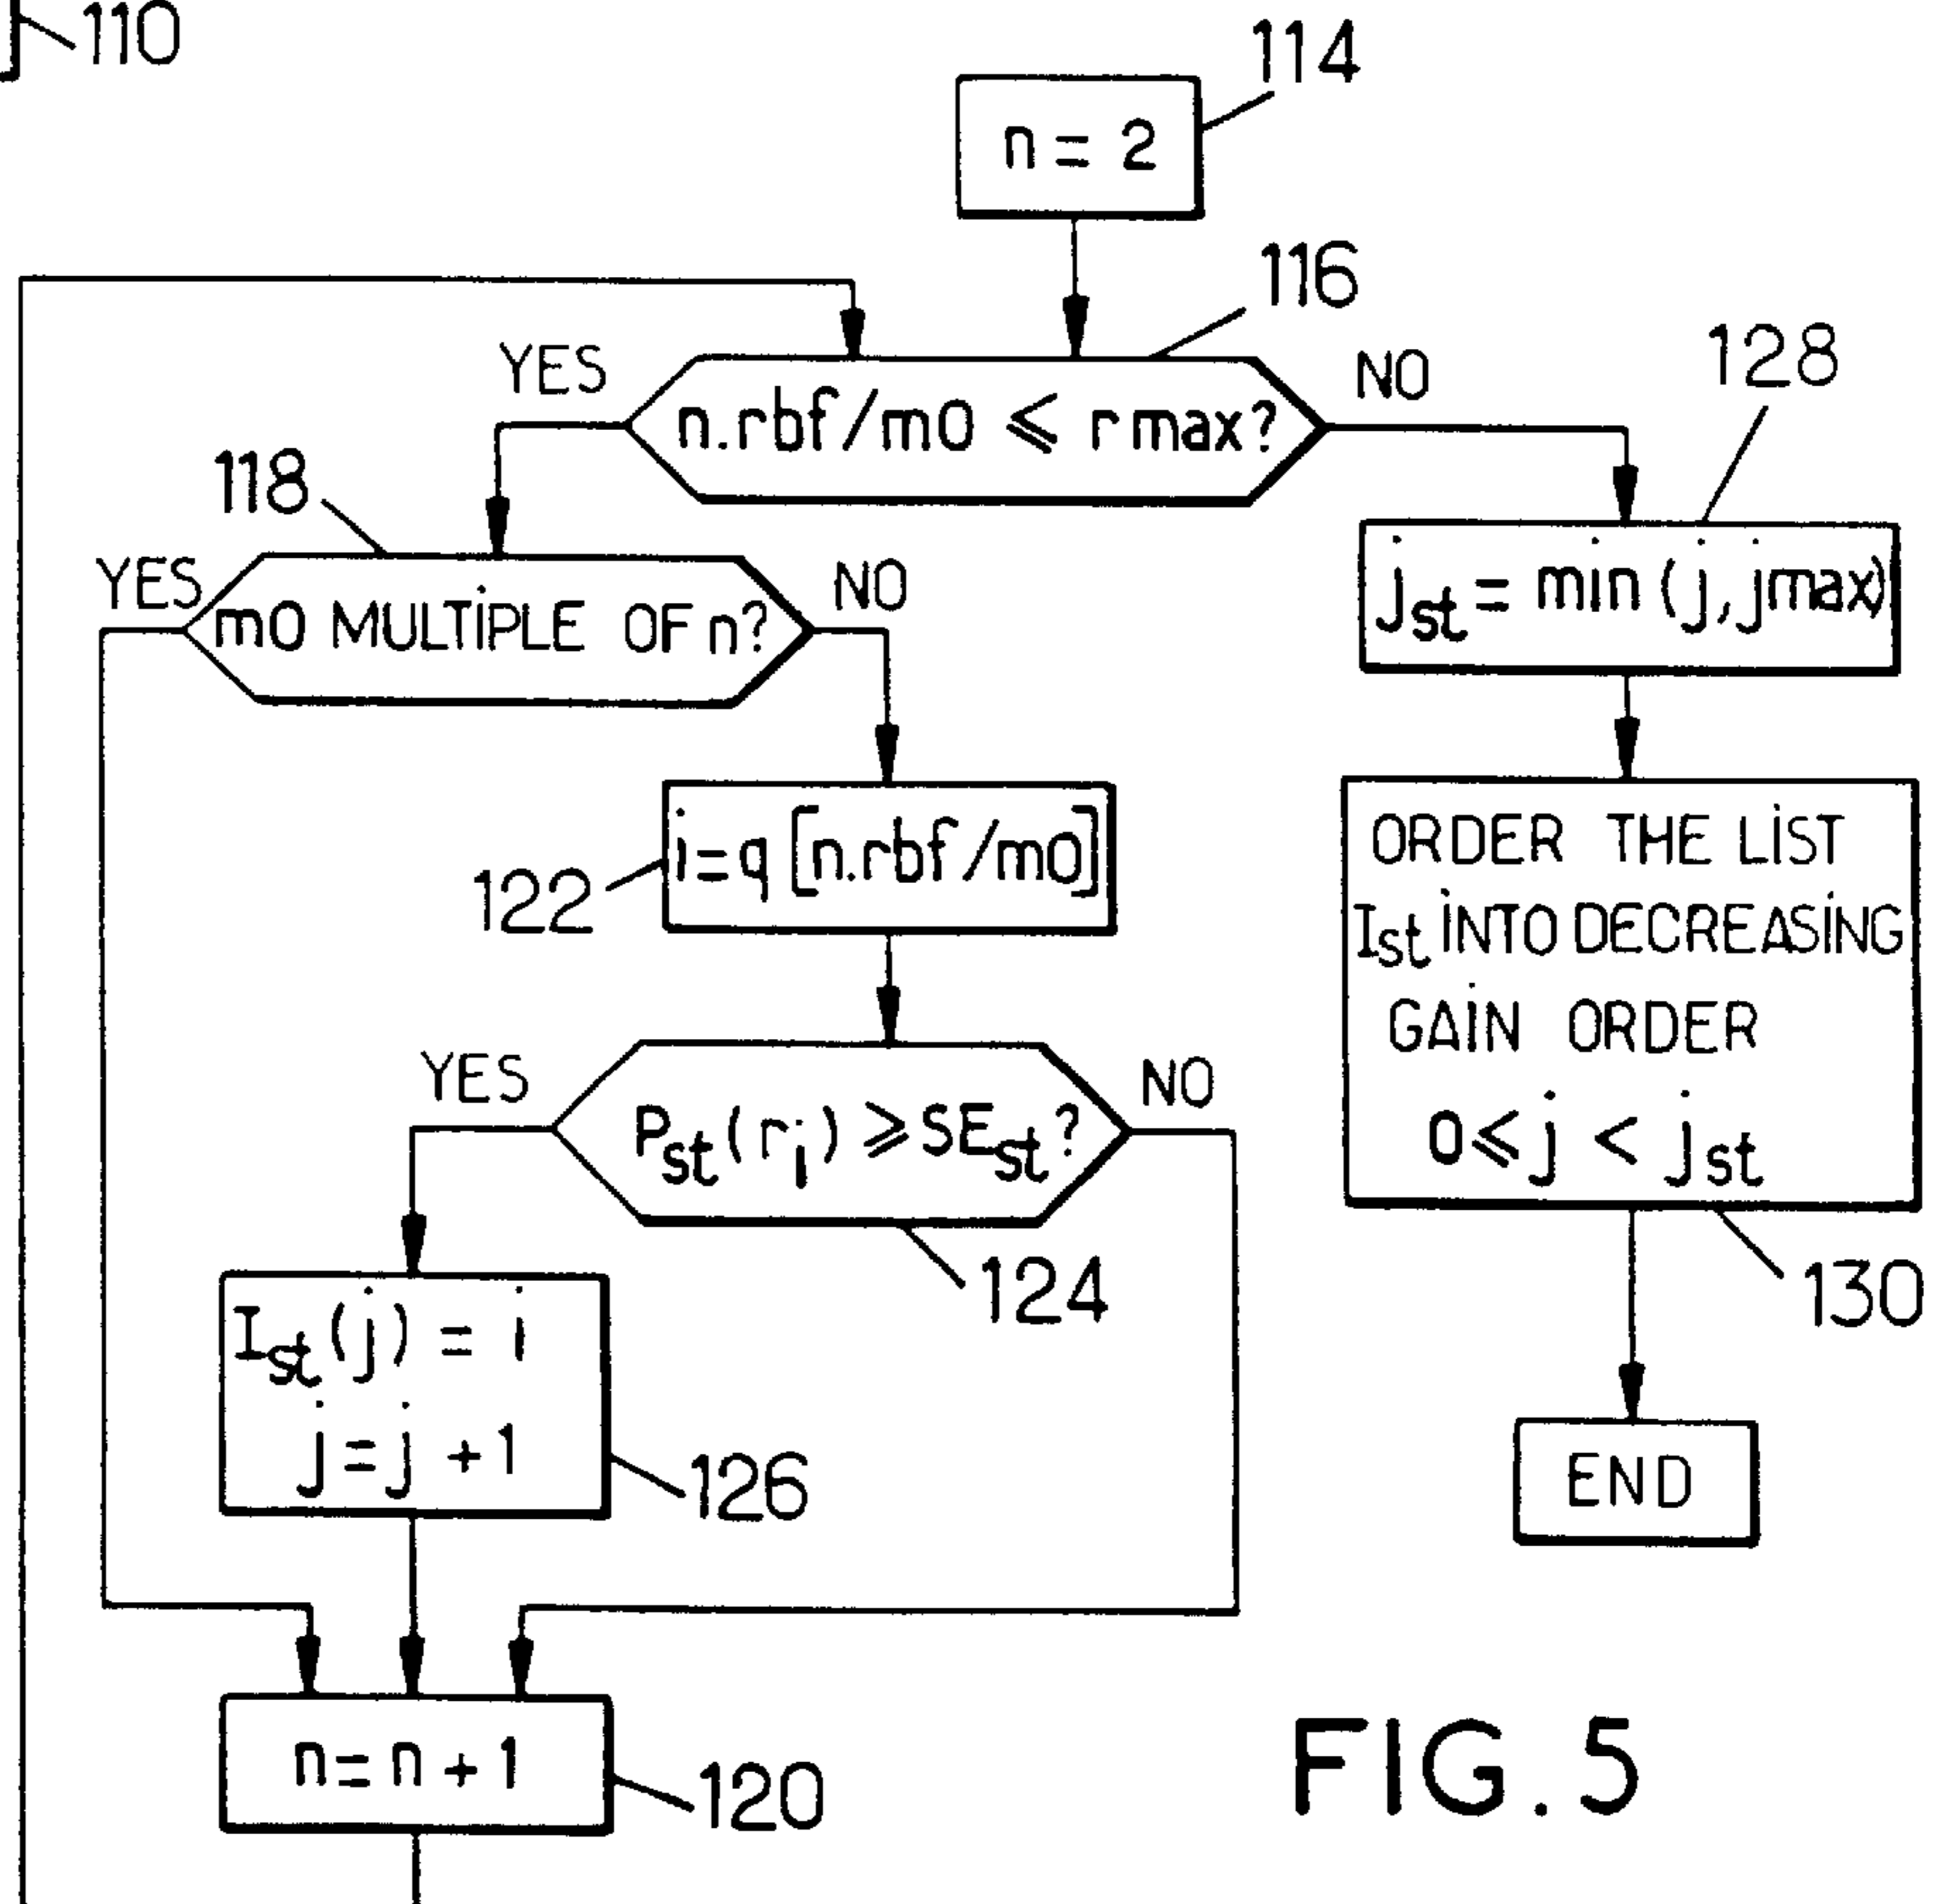 110
114
n = 2
116
YES
n.rbf/m0 ⩽ rmax?
NO
128
118
YES
m0 MULTiPLE OF n?
NO
jst = min (j, jmax)
122
i=q [n.rbf/m0]
ORDER THE LiST
Ist iNTO DECREASiNG
GAiN ORDER
0⩽j < jst
YES
Pst(ri) ⩾ SEst?
NO
124
130
Ist(j) = i
j=j +1
126
END
n=n+1
120
FIG.5